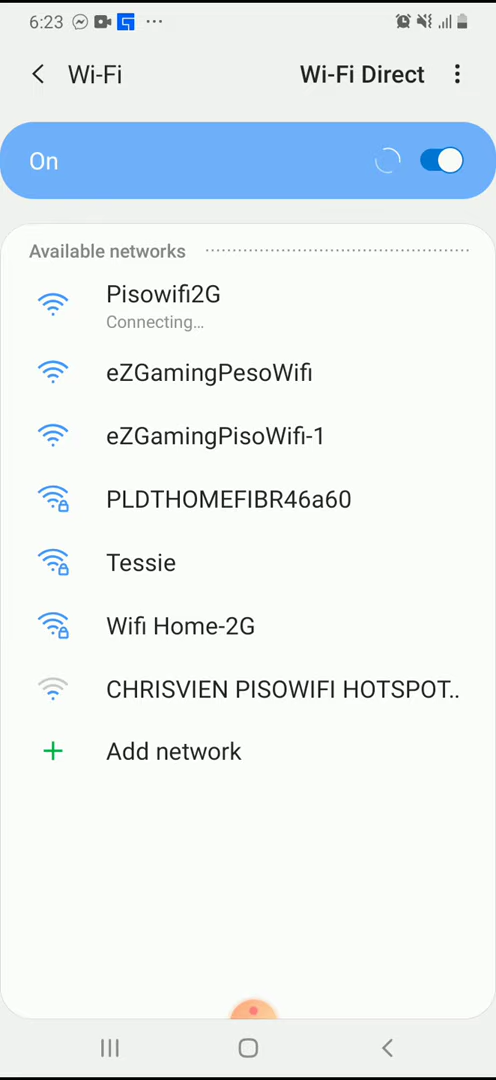 6:23
Wi-Fi Wi-Fi Direct
On
Available networks
Pisowifi2G
Connecting...
eZGamingPesoWifi
eZGamingPisoWifi-1
PLDTHOMEFIBR46a60
Tessie
Wifi Home-2G
CHRISVIEN PISOWIFI HOTSPOT..
Add network